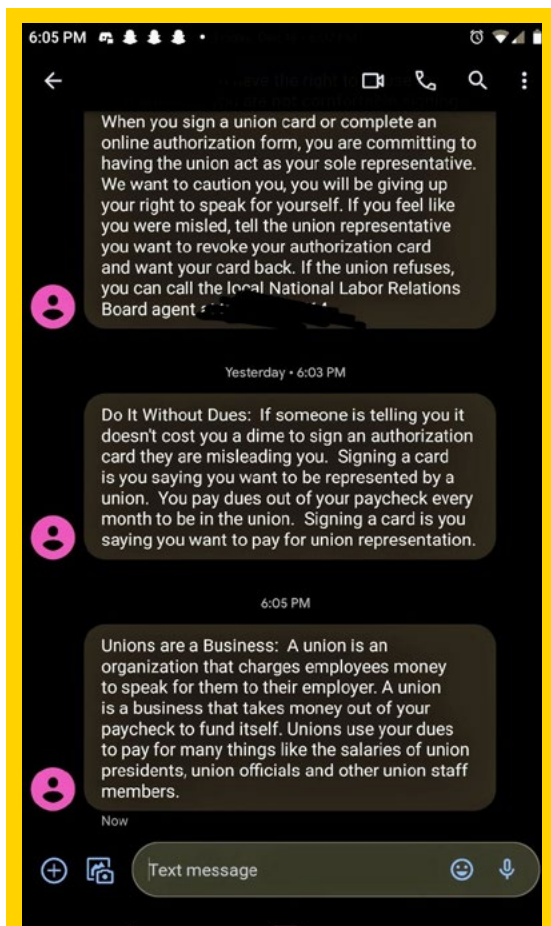 6:05 PM
When you sign a union card or complete an
online authorization form, you are committing to
having the union act as your sole representative.
We want to caution you, you will be giving up
your right to speak for yourself. If you feel like
you were misled, tell the union representative
you want to revoke your authorization card
and want your card back. If the union refuses,
you can call the local National Labor Relations
Board agent
Yesterday • 6:03 PM
Do It Without Dues: If someone is telling you it
doesn't cost you a dime to sign an authorization
card they are misleading you. Signing a card
is you saying you want to be represented by a
union. You pay dues out of your paycheck every
month to be in the union. Signing a card is you
saying you want to pay for union representation.
6:05 PM
Unions are a Business: A union is an
organization that charges employees money
to speak for them to their employer. A union
is a business that takes money out of your
paycheck to fund itself. Unions use your dues
to pay for many things like the salaries of union
presidents, union officials and other union staff
members.
Now
Text message